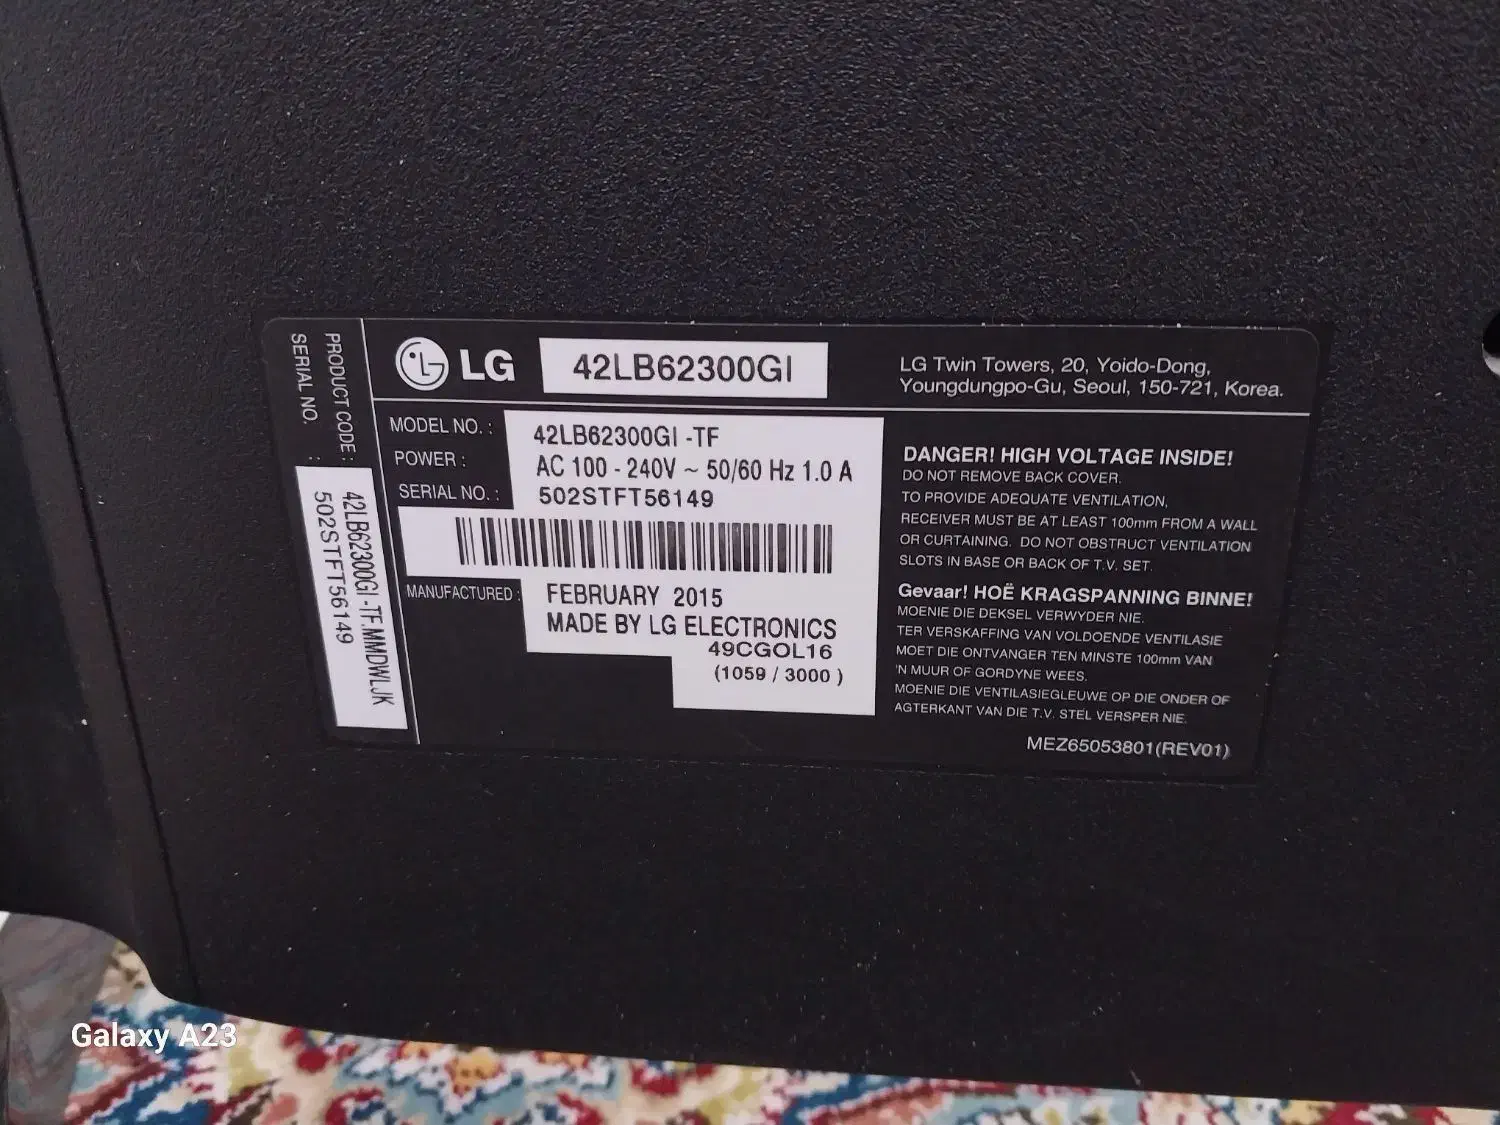 PRODUCT CODE :
SERIAL NO. :
42LB62300GI -TF.MMDWLJK
502STFT56149
LG
42LB62300GI
LG Twin Towers, 20, Yoido-Dong,
Youngdungpo-Gu, Seoul, 150-721, Korea.
MODEL NO. : 42LB62300GI -TF
POWER : AC 100 - 240V ~ 50/60 Hz 1.0 A
SERIAL NO. : 502STFT56149
MANUFACTURED : FEBRUARY 2015
MADE BY LG ELECTRONICS
49CGOL16
(1059 / 3000 )
DANGER! HIGH VOLTAGE INSIDE!
DO NOT REMOVE BACK COVER.
TO PROVIDE ADEQUATE VENTILATION,
RECEIVER MUST BE AT LEAST 100mm FROM A WALL
OR CURTAINING. DO NOT OBSTRUCT VENTILATION
SLOTS IN BASE OR BACK OF T.V. SET.
Gevaar! HOË KRAGSPANNING BINNE!
MOENIE DIE DEKSEL VERWYDER NIE.
TER VERSKAFFING VAN VOLDOENDE VENTILASIE
MOET DIE ONTVANGER TEN MINSTE 100mm VAN
'N MUUR OF GORDYNE WEES.
MOENIE DIE VENTILASIEGLEUWE OP DIE ONDER OF
AGTERKANT VAN DIE T.V. STEL VERSPER NIE.
MEZ65053801(REV01)
Galaxy A23